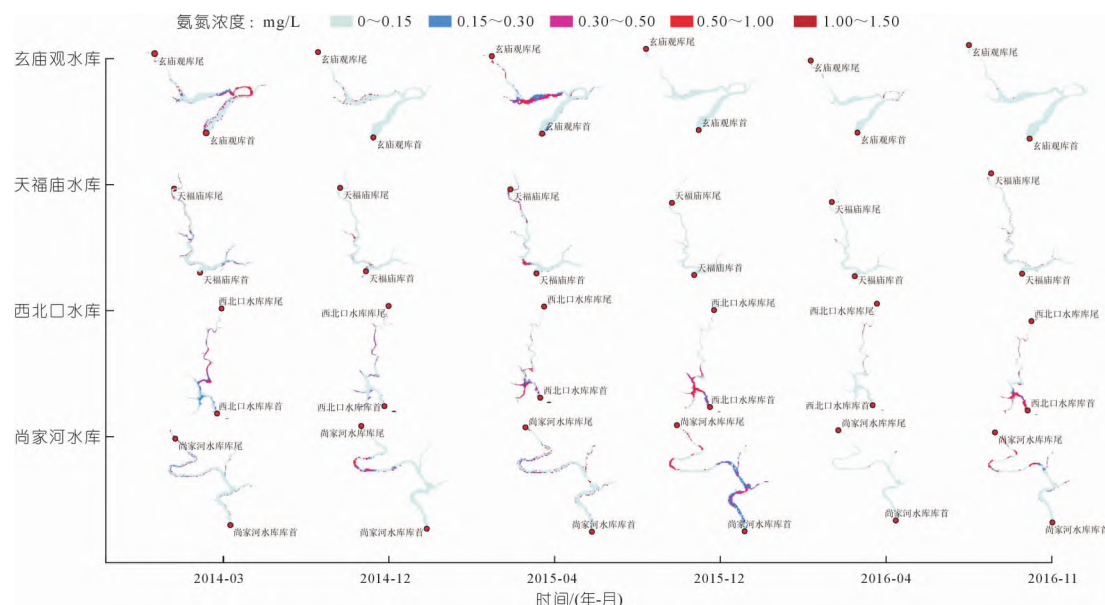 氨氮浓度: mg/L 0～0.15 0.15～0.30 0.30～0.50 0.50～1.00 1.00～1.50
玄庙观水库
玄庙观库尾 玄庙观库尾 玄庙观库尾 玄庙观库尾 玄庙观库尾 玄庙观库尾
玄庙观库首 玄庙观库首 玄庙观库首 玄庙观库首 玄庙观库首 玄庙观库首
天福庙水库
天福庙库尾 天福庙库尾 天福庙库尾 天福庙库尾 天福庙库尾 天福庙库尾
天福庙库首 天福庙库首 天福庙库首 天福庙库首 天福庙库首 天福庙库首
西北口水库
西北口水库库尾 西北口水库库尾 西北口水库库尾 西北口水库库尾 西北口水库库尾 西北口水库库尾
西北口水库库首 西北口水库库首 西北口水库库首 西北口水库库首 西北口水库库首 西北口水库库首
尚家河水库
尚家河水库库尾 尚家河水库库尾 尚家河水库库尾 尚家河水库库尾 尚家河水库库尾 尚家河水库库尾
尚家河水库库首 尚家河水库库首 尚家河水库库首 尚家河水库库首 尚家河水库库首 尚家河水库库首
2014-03 2014-12 2015-04 2015-12 2016-04 2016-11
时间/(年-月)